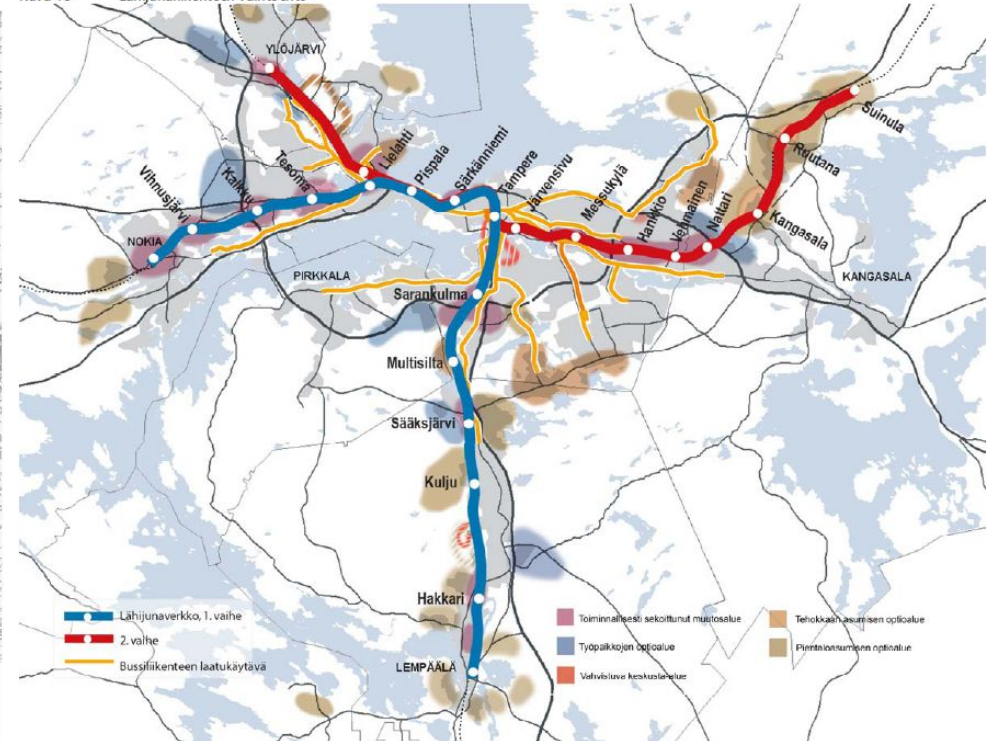 YLÖJÄRVI
Lielahti
Pispala
Särkänniemi
Tampere
Järvensivu
Messukylä
Hankkio
Vehmainen
Nattari
Kangasala
Ruutana
Suinula
Tesoma
Kalkku
Vihnusjärvi
NOKIA
PIRKKALA
KANGASALA
Sarankulma
Multisilta
Sääksjärvi
Kulju
Hakkari
LEMPÄÄLÄ
Lähijunaverkko, 1. vaihe
2. vaihe
Bussiliikenteen laatukäytävä
Toiminnallisesti sekoittunut muutosalue
Työpaikkojen optioalue
Vahvistuva keskusta-alue
Tehokkaan asumisen optioalue
Pientaloasumisen optioalue